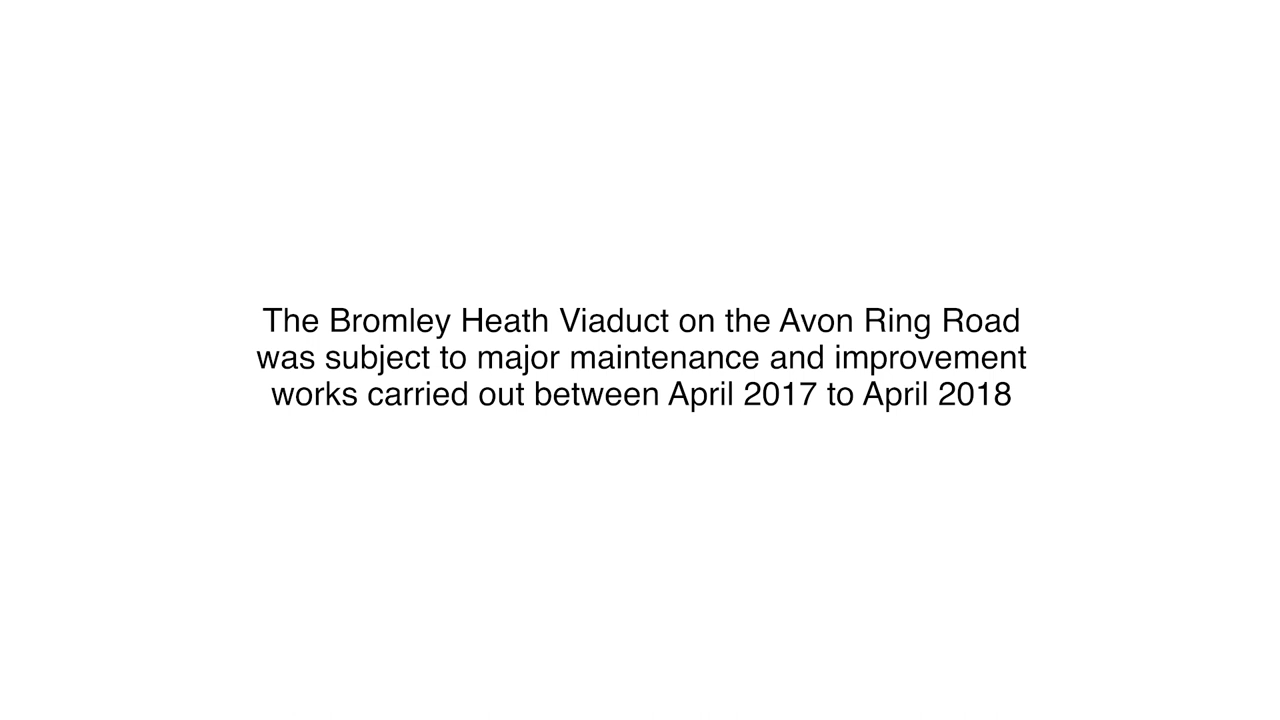 The Bromley Heath Viaduct on the Avon Ring Road
was subject to major maintenance and improvement
works carried out between April 2017 to April 2018